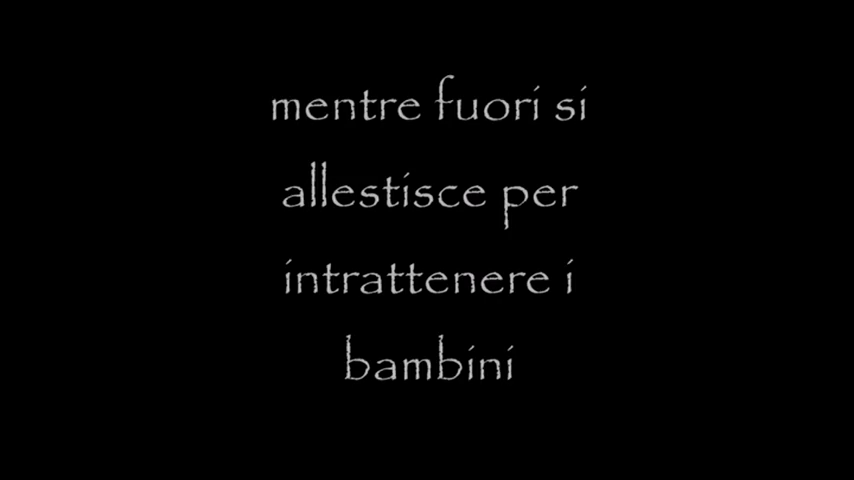 mentre fuori si
allestisce per
intrattenere i
bambini